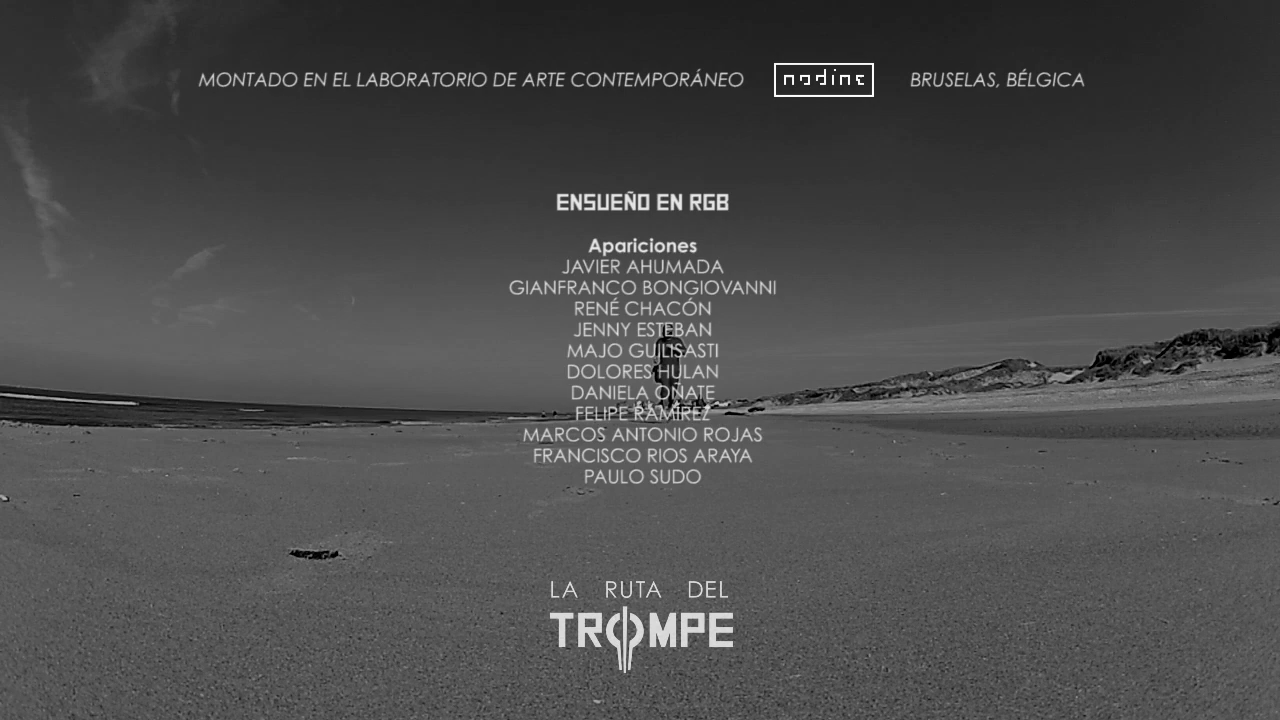 MONTADO EN EL LABORATORIO DE ARTE CONTEMPORÁNEO nadine BRUSELAS, BÉLGICA
ENSUEÑO EN RGB
Apariciones
JAVIER AHUMADA
GIANFRANCO BONGIOVANNI
RENÉ CHACÓN
JENNY ESTEBAN
MAJO GUILISASTI
DOLORES HULAN
DANIELA OÑATE
FELIPE RAMÍREZ
MARCOS ANTONIO ROJAS
FRANCISCO RIOS ARAYA
PAULO SUDO
LA RUTA DEL
TROMPE